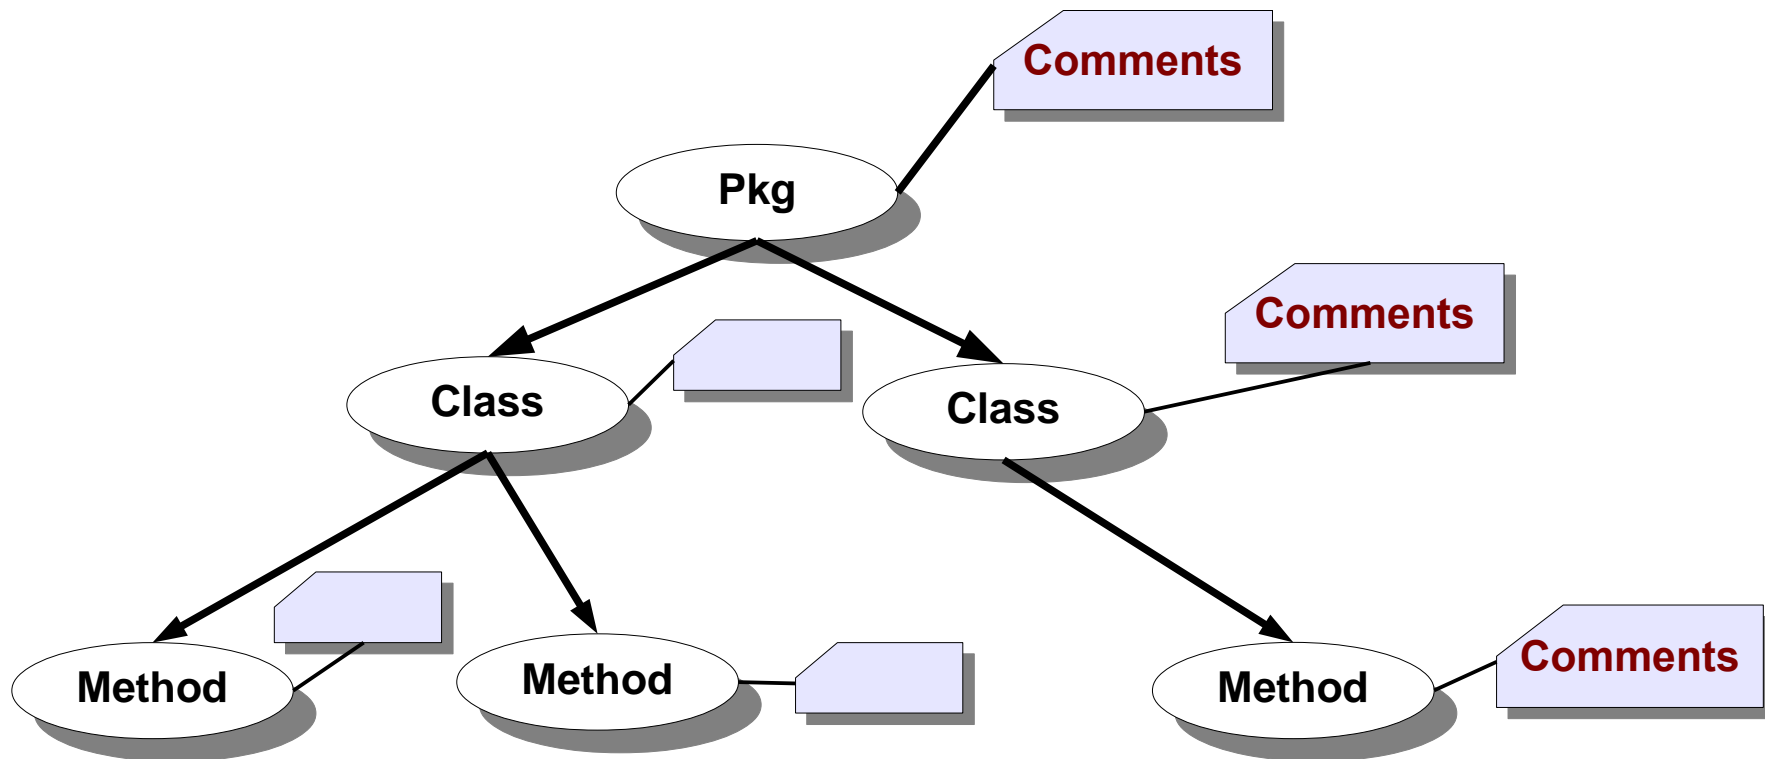 Comments
Pkg
Comments
Class
Class
Method
Method
Method
Comments